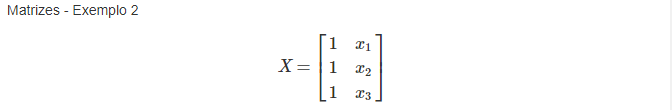 Matrizes - Exemplo 2
X = [1 x₁
1 x₂
1 x₃]